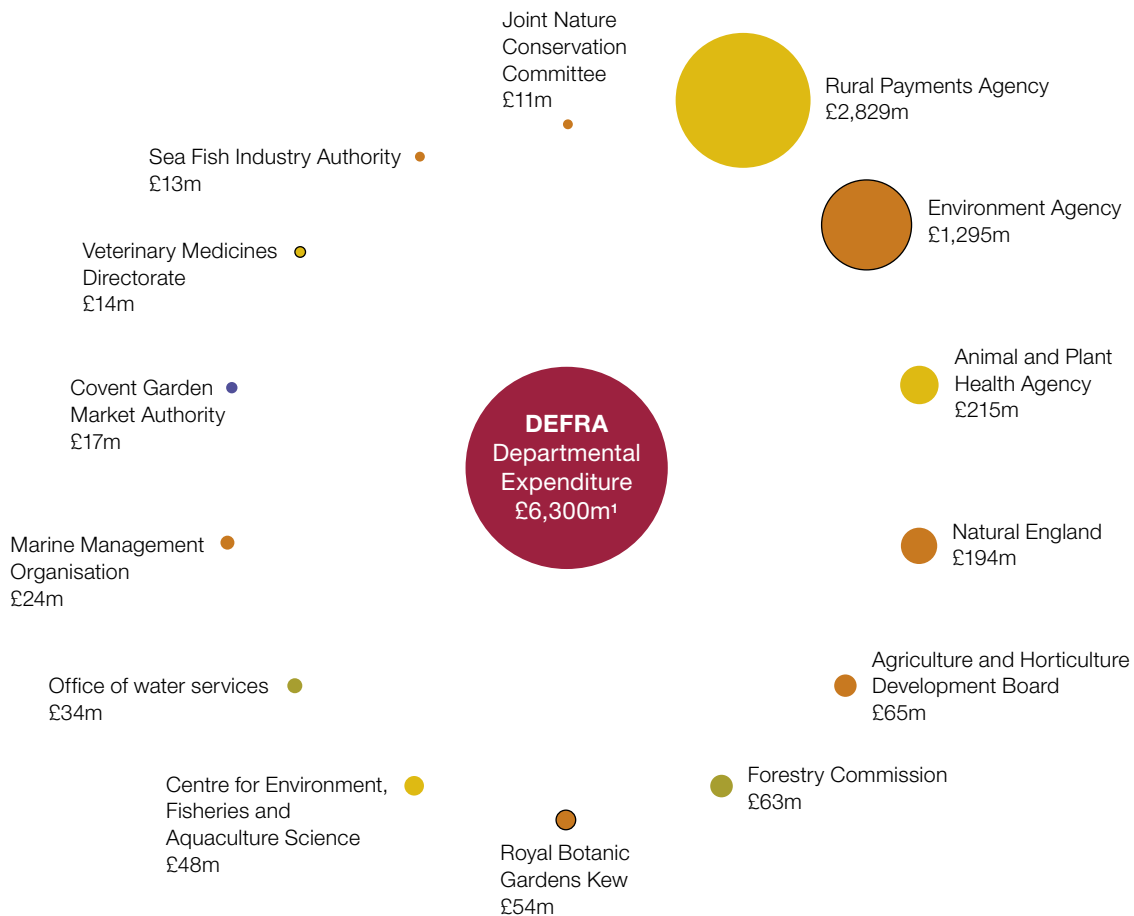 Joint Nature
Conservation
Committee
£11m
Rural Payments Agency
£2,829m
Environment Agency
£1,295m
Animal and Plant
Health Agency
£215m
Natural England
£194m
Agriculture and Horticulture
Development Board
£65m
Forestry Commission
£63m
Royal Botanic
Gardens Kew
£54m
Centre for Environment,
Fisheries and
Aquaculture Science
£48m
Office of water services
£34m
Marine Management
Organisation
£24m
Covent Garden
Market Authority
£17m
Veterinary Medicines
Directorate
£14m
Sea Fish Industry Authority
£13m
DEFRA
Departmental
Expenditure
£6,300m¹